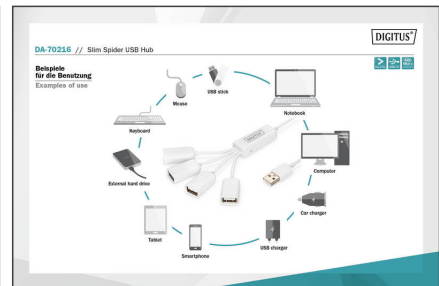 DIGITUS®
DA-70216 // Slim Spider USB Hub
Beispiele
für die Benutzung
Examples of use
USB stick
Mouse
Notebook
Keyboard
DIGITUS
Computer
External hard drive
Car charger
Tablet
USB charger
Smartphone